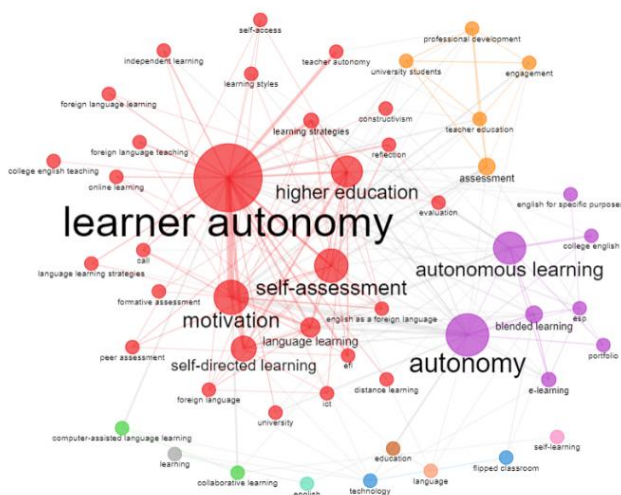 self-access
professional development
independent learning
teacher autonomy
university students
engagement
learning styles
foreign language learning
learning strategies
constructivism
teacher education
foreign language teaching
reflection
college english teaching
online learning
higher education
assessment
learner autonomy
evaluation
english for specific purposes
college english
call
autonomous learning
language learning strategies
self-assessment
formative assessment
motivation
english as a foreign language
blended learning
esp
language learning
peer assessment
self-directed learning
efl
autonomy
portfolio
foreign language
ict
distance learning
e-learning
university
computer-assisted language learning
self-learning
learning
education
collaborative learning
flipped classroom
english
technology
language